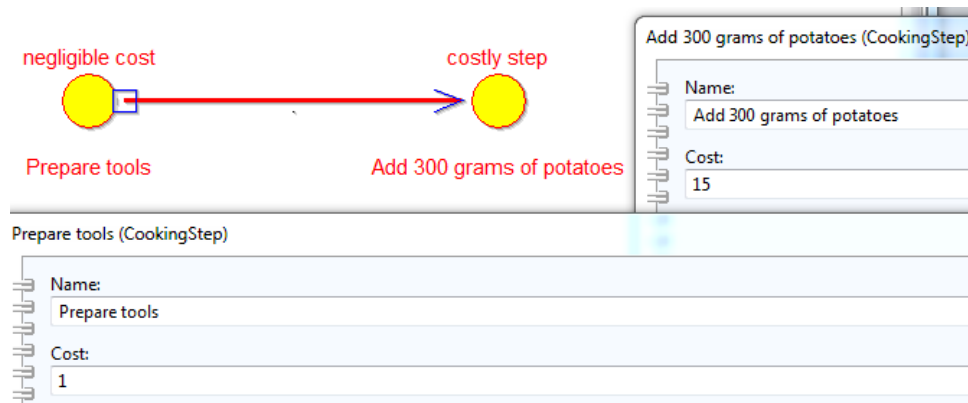 negligible cost
costly step
Prepare tools
Add 300 grams of potatoes
Add 300 grams of potatoes (CookingStep)
Name:
Add 300 grams of potatoes
Cost:
15
Prepare tools (CookingStep)
Name:
Prepare tools
Cost:
1